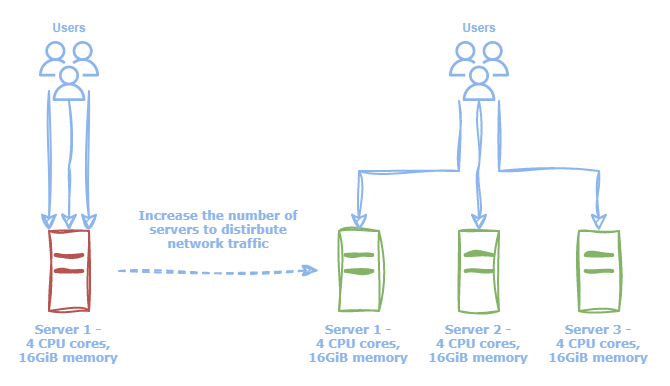 Users
Users
Increase the number of
servers to distirbute
network traffic
Server 1 -
4 CPU cores,
16GiB memory
Server 1 -
4 CPU cores,
16GiB memory
Server 2 -
4 CPU cores,
16GiB memory
Server 3 -
4 CPU cores,
16GiB memory